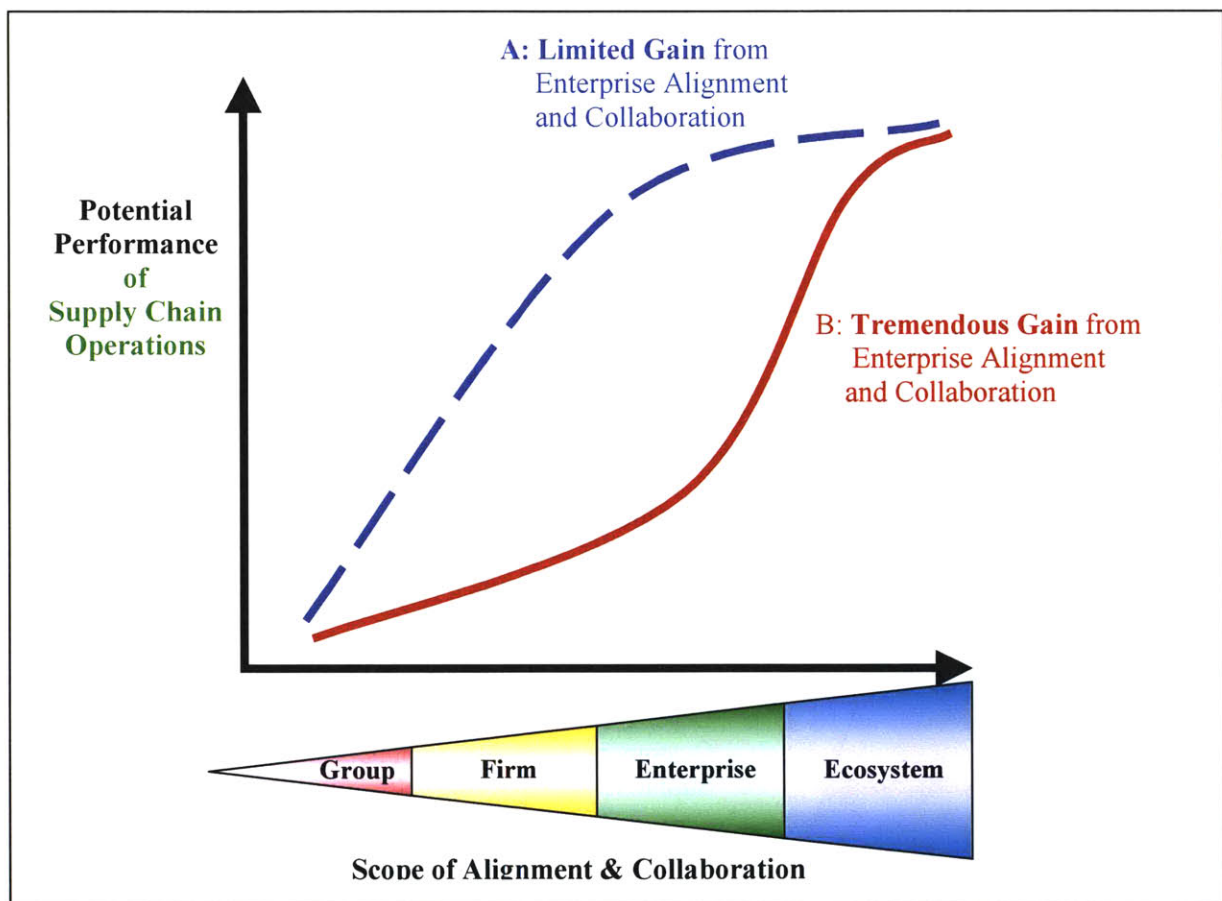 A: Limited Gain from
Enterprise Alignment
and Collaboration
Potential
Performance
of
Supply Chain
Operations
B: Tremendous Gain from
Enterprise Alignment
and Collaboration
Group
Firm
Enterprise
Ecosystem
Scope of Alignment & Collaboration